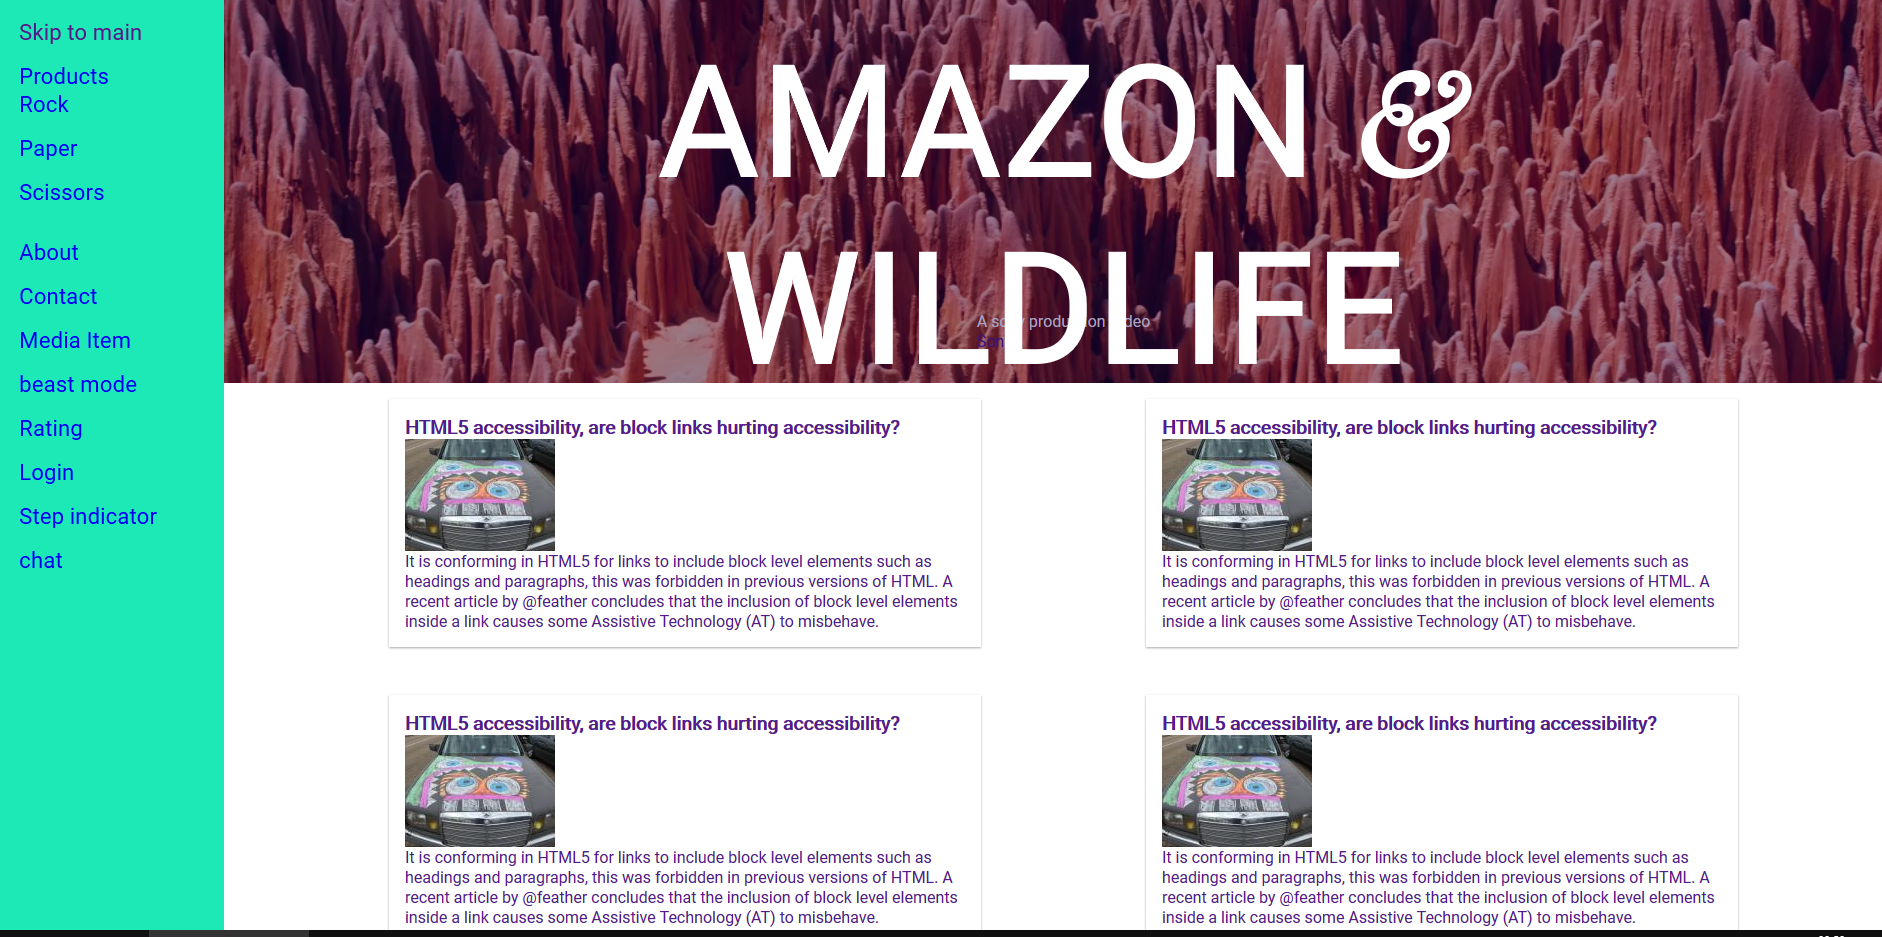 Skip to main
Products
Rock
Paper
Scissors
About
Contact
Media Item
beast mode
Rating
Login
Step indicator
chat
AMAZON &
WILDLIFE
A production
HTML5 accessibility, are block links hurting accessibility?
It is conforming in HTML5 for links to include block level elements such as
headings and paragraphs, this was forbidden in previous versions of HTML. A
recent article by @feather concludes that the inclusion of block level elements
inside a link causes some Assistive Technology (AT) to misbehave.
HTML5 accessibility, are block links hurting accessibility?
It is conforming in HTML5 for links to include block level elements such as
headings and paragraphs, this was forbidden in previous versions of HTML. A
recent article by @feather concludes that the inclusion of block level elements
inside a link causes some Assistive Technology (AT) to misbehave.
HTML5 accessibility, are block links hurting accessibility?
It is conforming in HTML5 for links to include block level elements such as
headings and paragraphs, this was forbidden in previous versions of HTML. A
recent article by @feather concludes that the inclusion of block level elements
inside a link causes some Assistive Technology (AT) to misbehave.
HTML5 accessibility, are block links hurting accessibility?
It is conforming in HTML5 for links to include block level elements such as
headings and paragraphs, this was forbidden in previous versions of HTML. A
recent article by @feather concludes that the inclusion of block level elements
inside a link causes some Assistive Technology (AT) to misbehave.